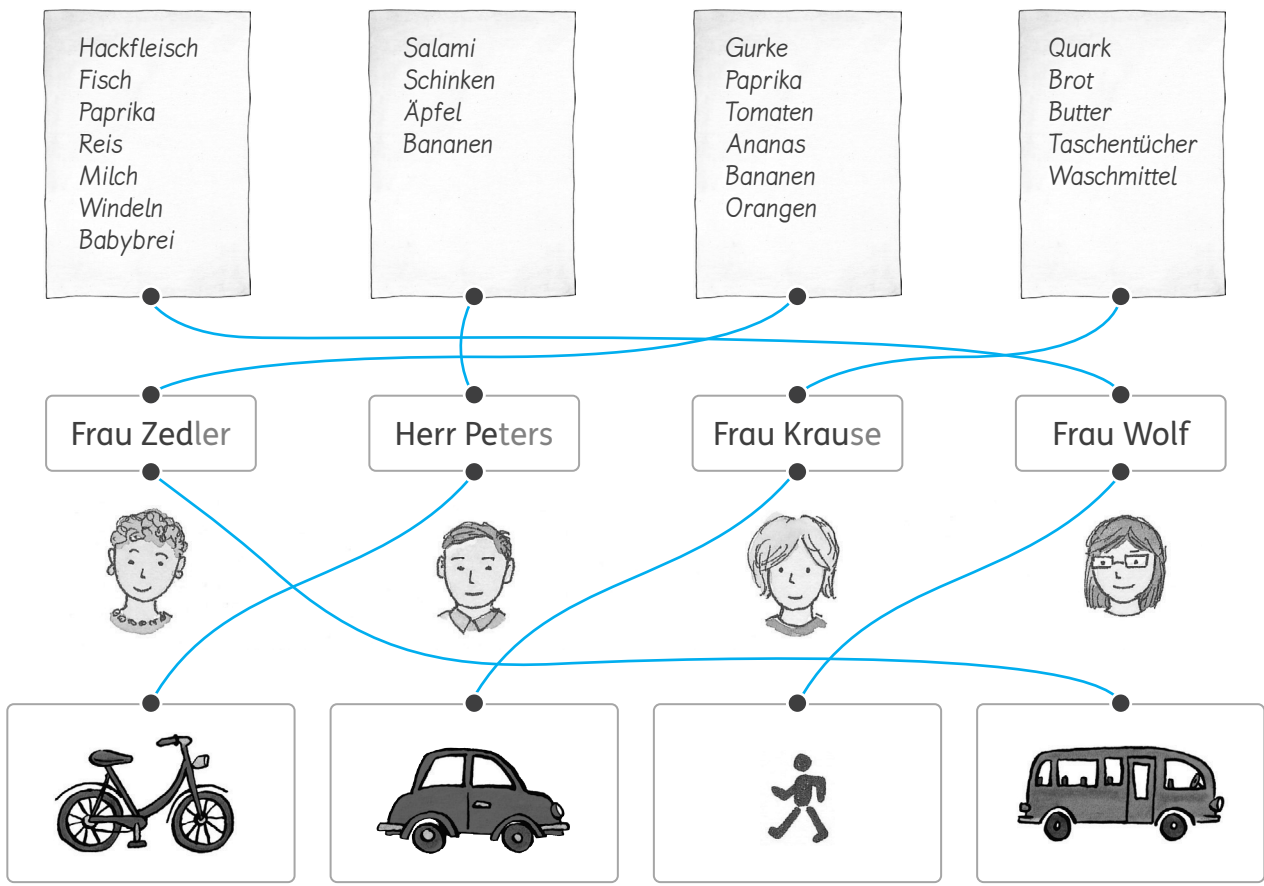 Hackfleisch
Fisch
Paprika
Reis
Milch
Windeln
Babybrei
Salami
Schinken
Äpfel
Bananen
Gurke
Paprika
Tomaten
Ananas
Bananen
Orangen
Quark
Brot
Butter
Taschentücher
Waschmittel
Frau Zedler
Herr Peters
Frau Krause
Frau Wolf